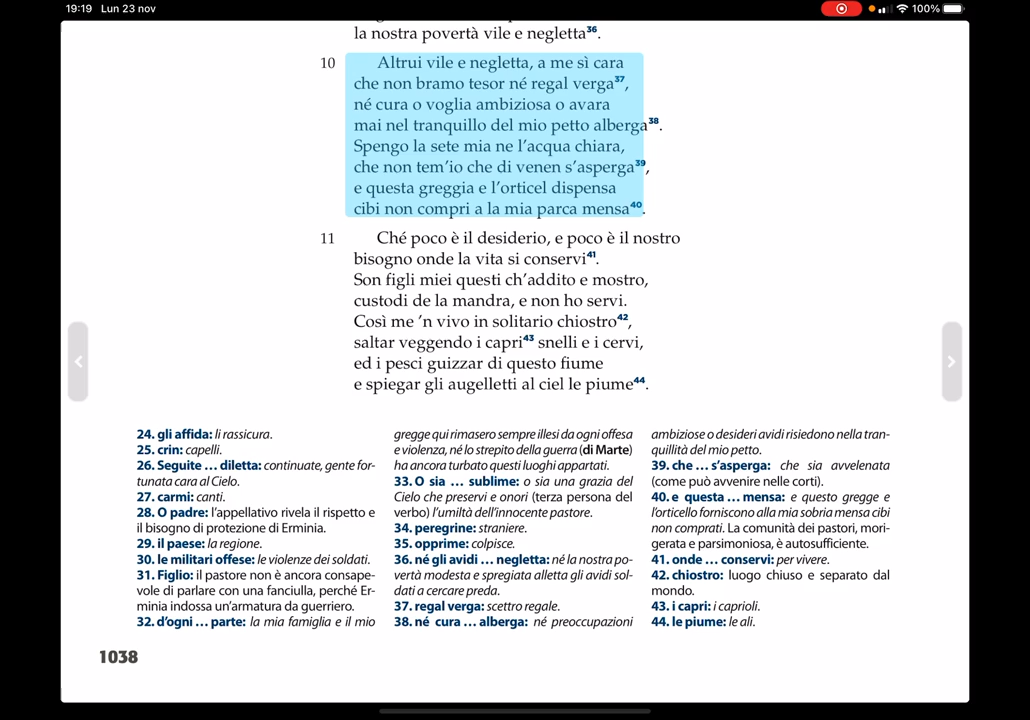 19:19 Lun 23 nov 100%
la nostra povertà vile e negletta³⁶.
10 Altrui vile e negletta, a me sì cara
che non bramo tesor né regal verga³⁷,
né cura o voglia ambiziosa o avara
mai nel tranquillo del mio petto alberga³⁸.
Spengo la sete mia ne l'acqua chiara,
che non tem'io che di venen s'asperga³⁹,
e questa greggia e l'orticel dispensa
cibi non compri a la mia parca mensa⁴⁰.
11 Ché poco è il desiderio, e poco è il nostro
bisogno onde la vita si conservi⁴¹.
Son figli miei questi ch'addito e mostro,
custodi de la mandra, e non ho servi.
Così me 'n vivo in solitario chiostro⁴²,
saltar veggendo i capri⁴³ snelli e i cervi,
ed i pesci guizzar di questo fiume
e spiegar gli augelletti al ciel le piume⁴⁴.
24. gli affida: li rassicura.
25. crin: capelli.
26. Seguite ... diletta: continuate, gente for-
tunata cara al Cielo.
27. carmi: canti.
28. O padre: l'appellativo rivela il rispetto e
il bisogno di protezione di Erminia.
29. il paese: la regione.
30. le militari offese: le violenze dei soldati.
31. Figlio: il pastore non è ancora consape-
vole di parlare con una fanciulla, perché Er-
minia indossa un'armatura da guerriero.
32. d'ogni ... parte: la mia famiglia e il mio
gregge qui rimasero sempre illesi da ogni offesa
e violenza, né lo strepito della guerra (di Marte)
ha ancora turbato questi luoghi appartati.
33. O sia ... sublime: o sia una grazia del
Cielo che preservi e onori (terza persona del
verbo) l'umiltà dell'innocente pastore.
34. peregrine: straniere.
35. opprime: colpisce.
36. né gli avidi ... negletta: né la nostra po-
vertà modesta e spregiata alletta gli avidi sol-
dati a cercare preda.
37. regal verga: scettro regale.
38. né cura ... alberga: né preoccupazioni
ambiziose o desideri avidi risiedono nella tran-
quillità del mio petto.
39. che ... s'asperga: che sia avvelenata
(come può avvenire nelle corti).
40. e questa ... mensa: e questo gregge e
l'orticello forniscono alla mia sobria mensa cibi
non comprati. La comunità dei pastori, mori-
gerata e parsimoniosa, è autosufficiente.
41. onde ... conservi: per vivere.
42. chiostro: luogo chiuso e separato dal
mondo.
43. i capri: i caprioli.
44. le piume: le ali.
1038